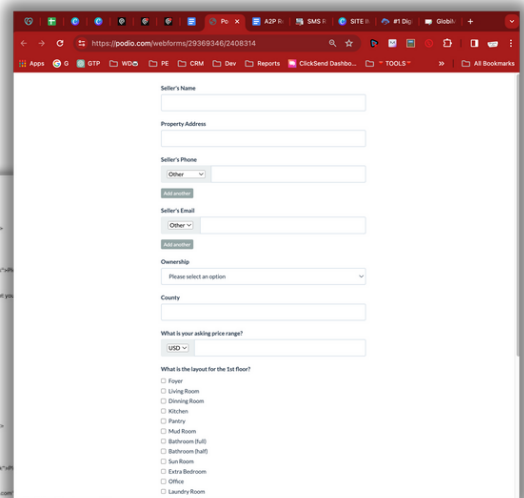 Po
A2P Re
SMS R
SITE B
#1 Digi
GlobiM
https://podio.com/webforms/29369346/2408314
Apps
G
GTP
WD
PE
CRM
Dev
Reports
ClickSend Dashbo...
~ TOOLS ~
All Bookmarks
Seller's Name
Property Address
Seller's Phone
Other
Add another
Seller's Email
Other
Add another
Ownership
Please select an option
County
What is your asking price range?
USD
What is the layout for the 1st floor?
Foyer
Living Room
Dinning Room
Kitchen
Pantry
Mud Room
Bathroom (full)
Bathroom (half)
Sun Room
Extra Bedroom
Office
Laundry Room